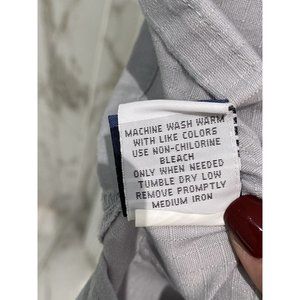 MACHINE WASH WARM
WITH LIKE COLORS
USE NON-CHLORINE
BLEACH
ONLY WHEN NEEDED
TUMBLE DRY LOW
REMOVE PROMPTLY
MEDIUM IRON